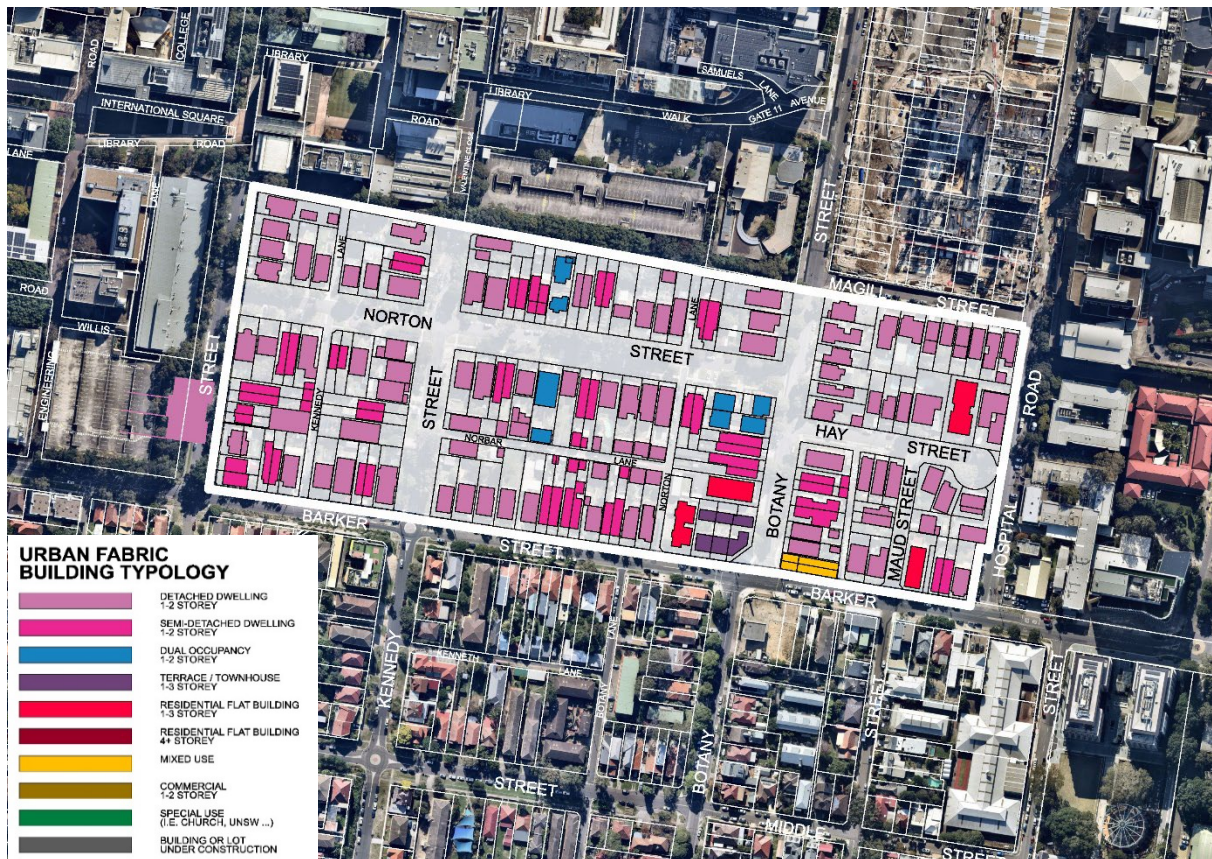 COLLEGE
ROAD
LIBRARY
SAMUELS
LANE
INTERNATIONAL SQUARE
LIBRARY
AVENUE
GATE 11
WALK
ROAD
LANE
LIBRARY
ROAD
LANE
VALENTINE CLOSE
STREET
MAGILL
STREET
ROAD
LANE
NORTON
LANE
STREET
WILLIS
ENGINEERING
STREET
KENNEDY
STREET
HAY
STREET
ROAD
NORBAR
LANE
NORTON
BOTANY
MAUD STREET
HOSPITAL
BARKER
STREET
BARKER
URBAN FABRIC
BUILDING TYPOLOGY
DETACHED DWELLING
1-2 STOREY
SEMI-DETACHED DWELLING
1-2 STOREY
DUAL OCCUPANCY
1-2 STOREY
TERRACE / TOWNHOUSE
1-3 STOREY
RESIDENTIAL FLAT BUILDING
1-3 STOREY
RESIDENTIAL FLAT BUILDING
4+ STOREY
MIXED USE
COMMERCIAL
1-2 STOREY
SPECIAL USE
(I.E. CHURCH, UNSW ...)
BUILDING OR LOT
UNDER CONSTRUCTION
KENNEDY
KENNETH
LANE
LANE
BOTANY
BOTANY
STREET
STREET
STREET
MIDDLE
STREET